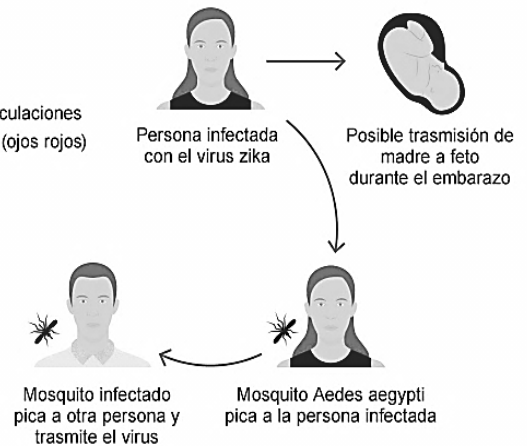 culaciones
(ojos rojos)
Persona infectada
con el virus zika
Posible trasmisión de
madre a feto
durante el embarazo
Mosquito infectado
pica a otra persona y
trasmite el virus
Mosquito Aedes aegypti
pica a la persona infectada